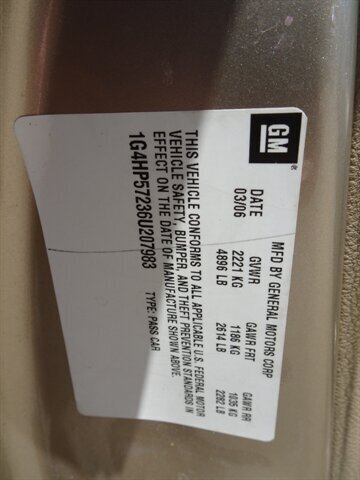 GM
MFD BY GENERAL MOTORS CORP
DATE GVWR GAWR FRT GAWR RR
03/06 2221 KG 1186 KG 1035 KG
4896 LB 2614 LB 2282 LB
THIS VEHICLE CONFORMS TO ALL APPLICABLE U.S. FEDERAL MOTOR
VEHICLE SAFETY, BUMPER, AND THEFT PREVENTION STANDARDS IN
EFFECT ON THE DATE OF MANUFACTURE SHOWN ABOVE.
1G4HP57236U207983 TYPE: PASS CAR